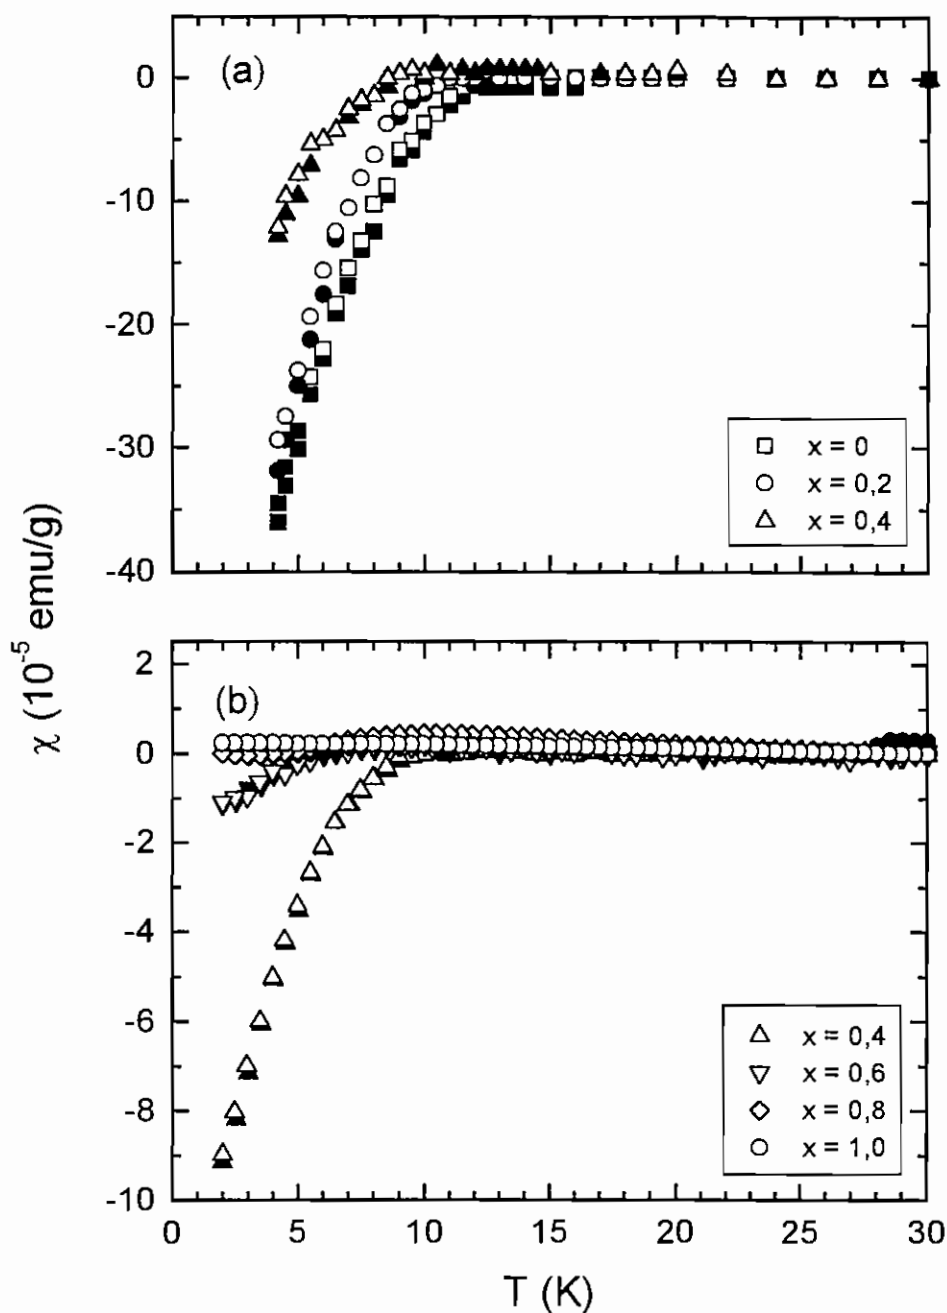 (a)
0
-10
-20
-30
-40
x = 0
x = 0,2
x = 0,4
χ (10⁻⁵ emu/g)
(b)
2
0
-2
-4
-6
-8
-10
x = 0,4
x = 0,6
x = 0,8
x = 1,0
0 5 10 15 20 25 30
T (K)